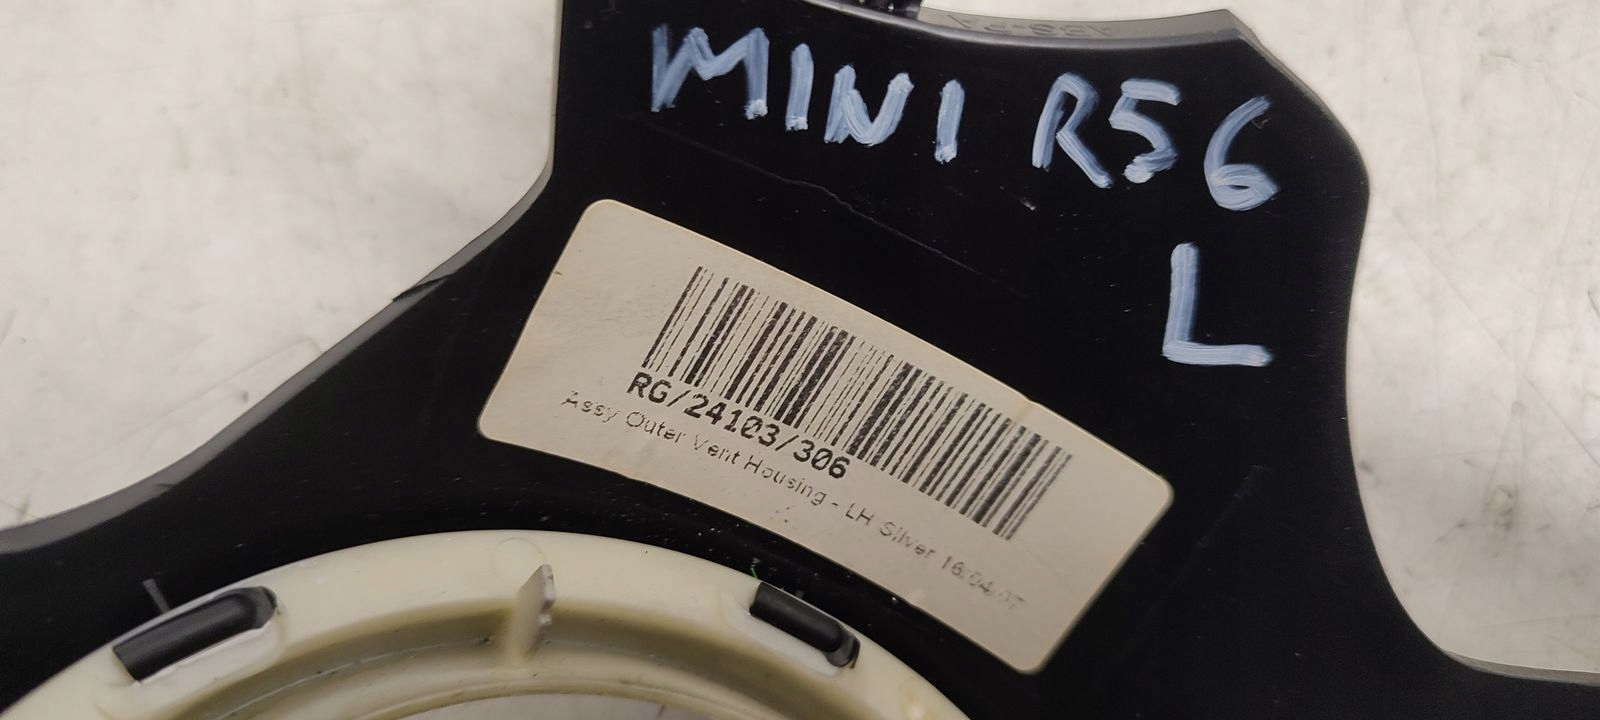 MINI R56
L
RG/24103/306
Assy Outer Vent Housing - LH Silver 16/04/07